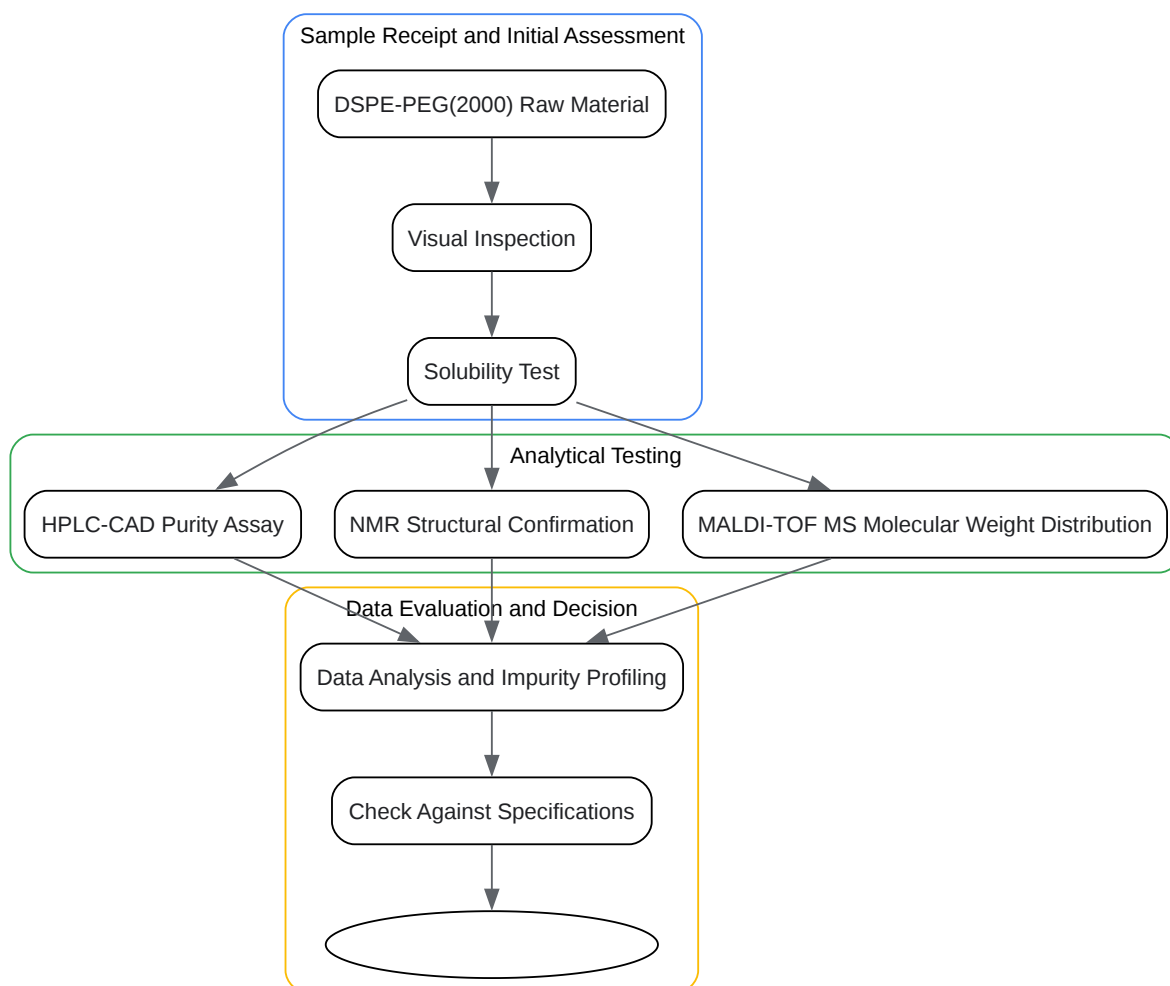 Sample Receipt and Initial Assessment
DSPE-PEG(2000) Raw Material
Visual Inspection
Solubility Test
Analytical Testing
HPLC-CAD Purity Assay
NMR Structural Confirmation
MALDI-TOF MS Molecular Weight Distribution
Data Evaluation and Decision
Data Analysis and Impurity Profiling
Check Against Specifications